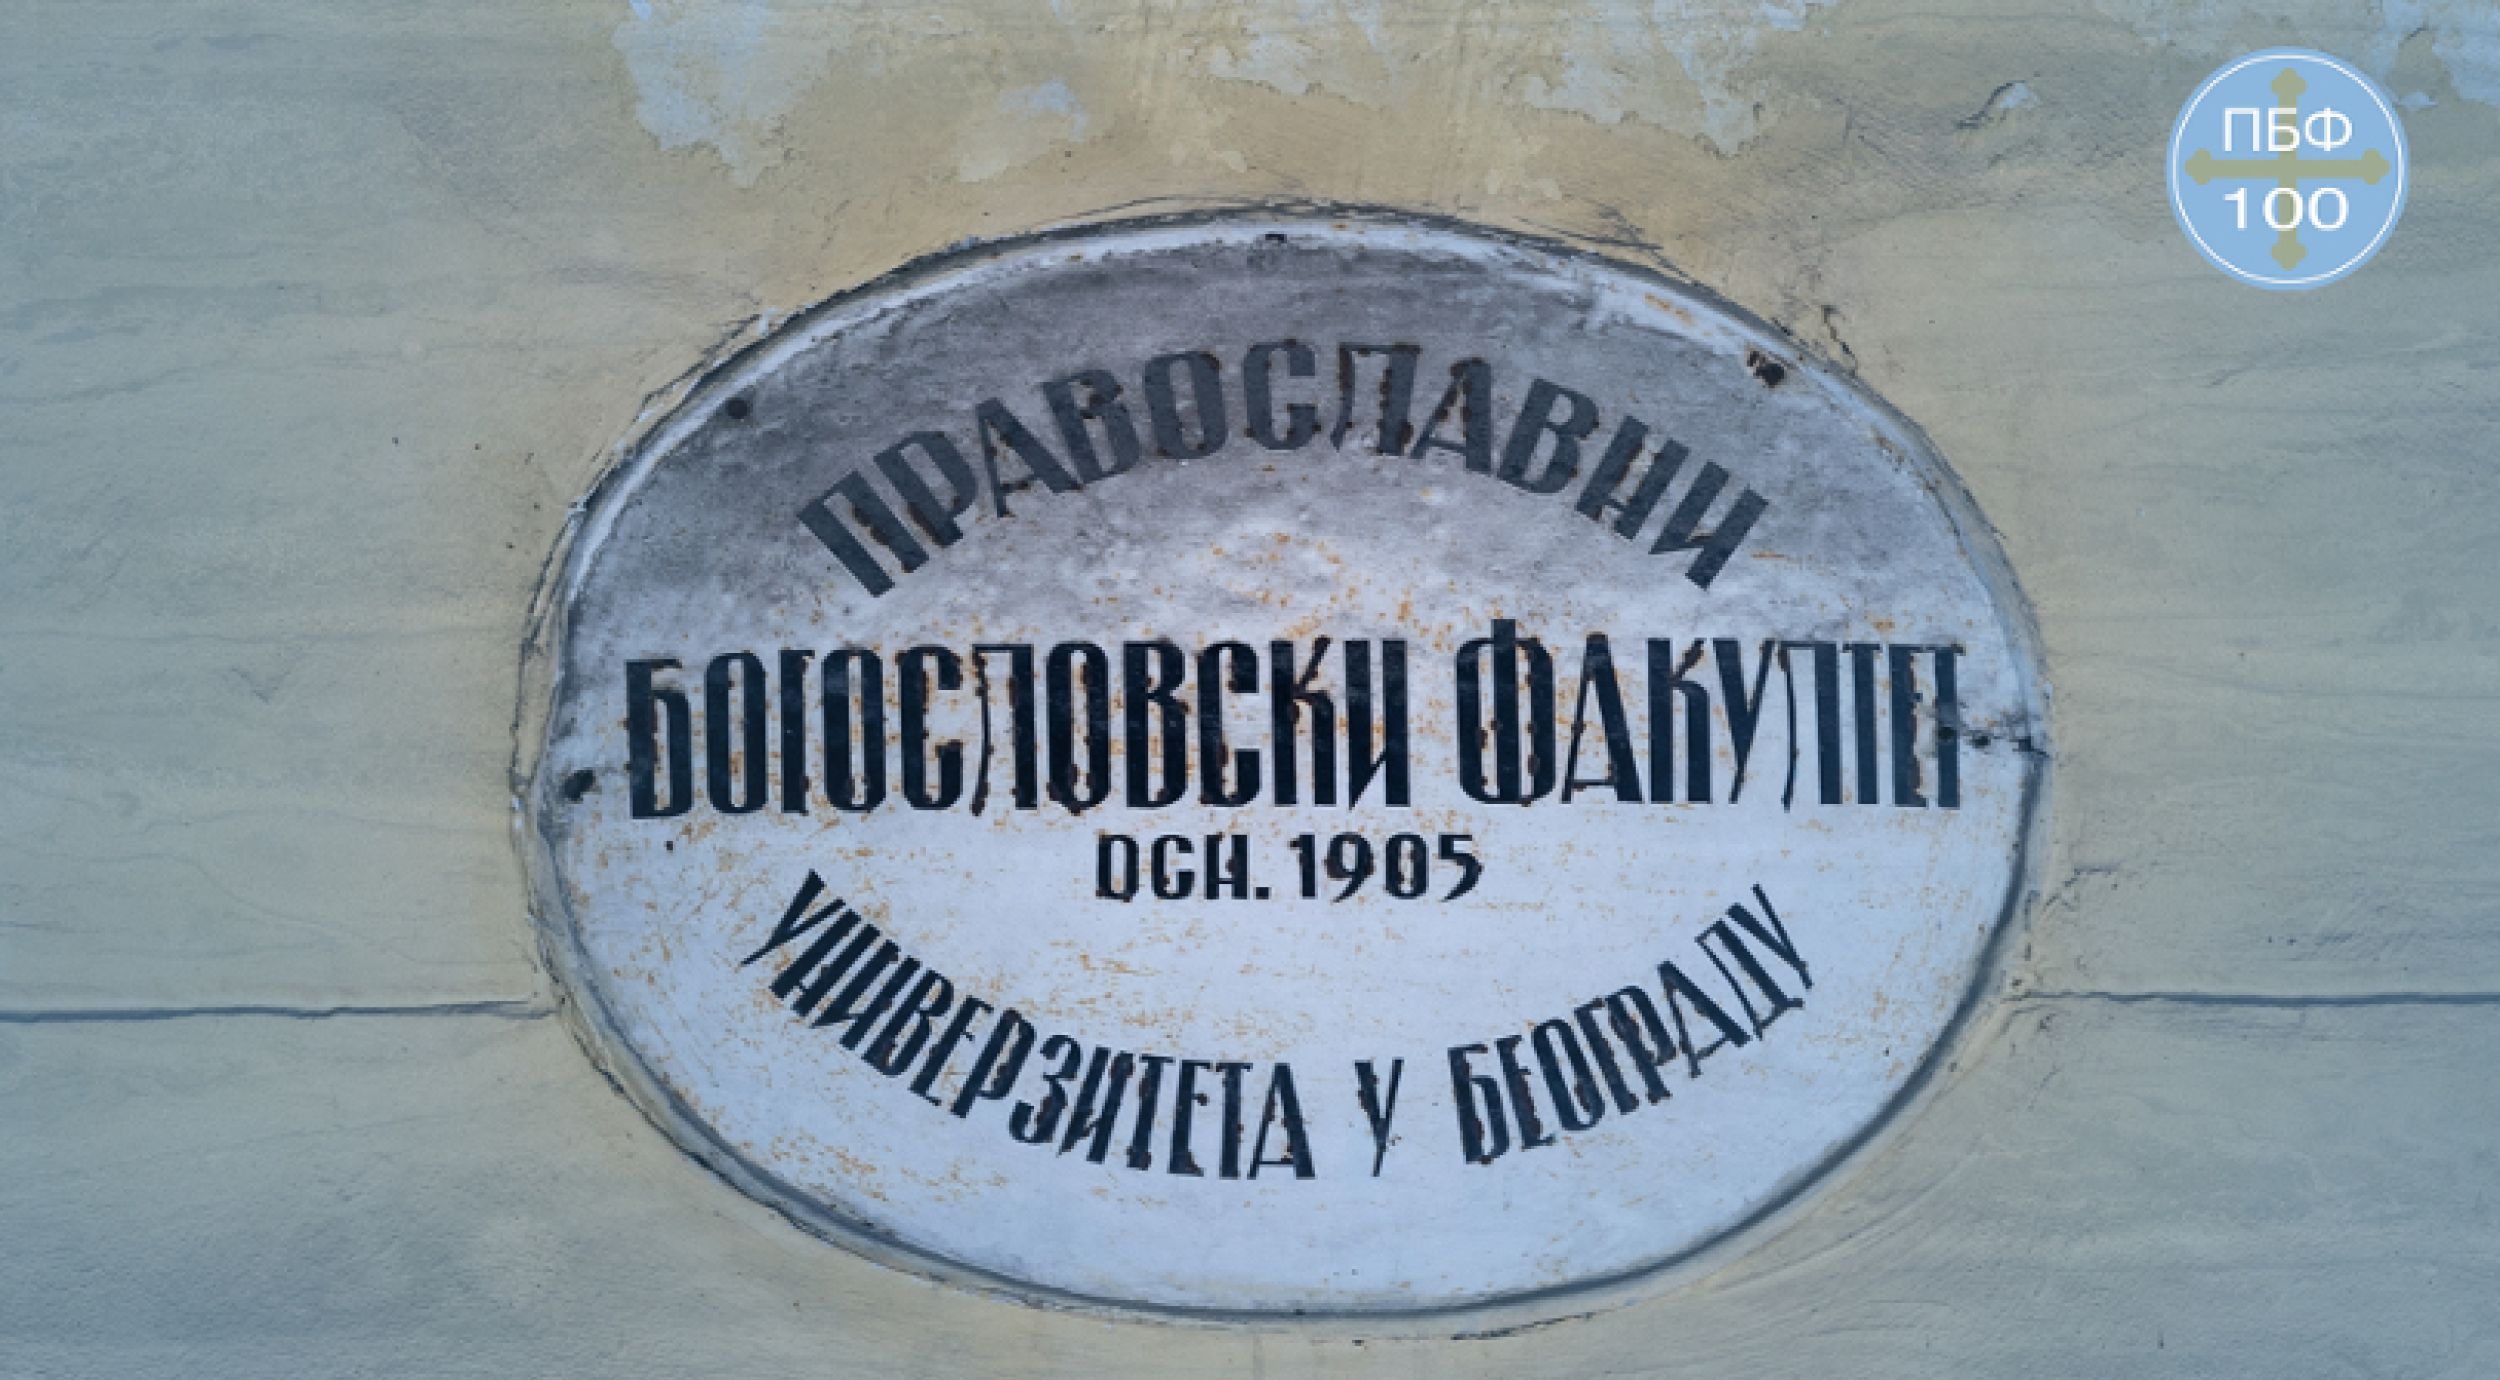 ПБФ
100
ПРАВОСЛАВНИ
БОГОСЛОВСКИ ФАКУЛТЕТ
ОСН. 1905
УНИВЕРЗИТЕТА У БЕОГРАДУ